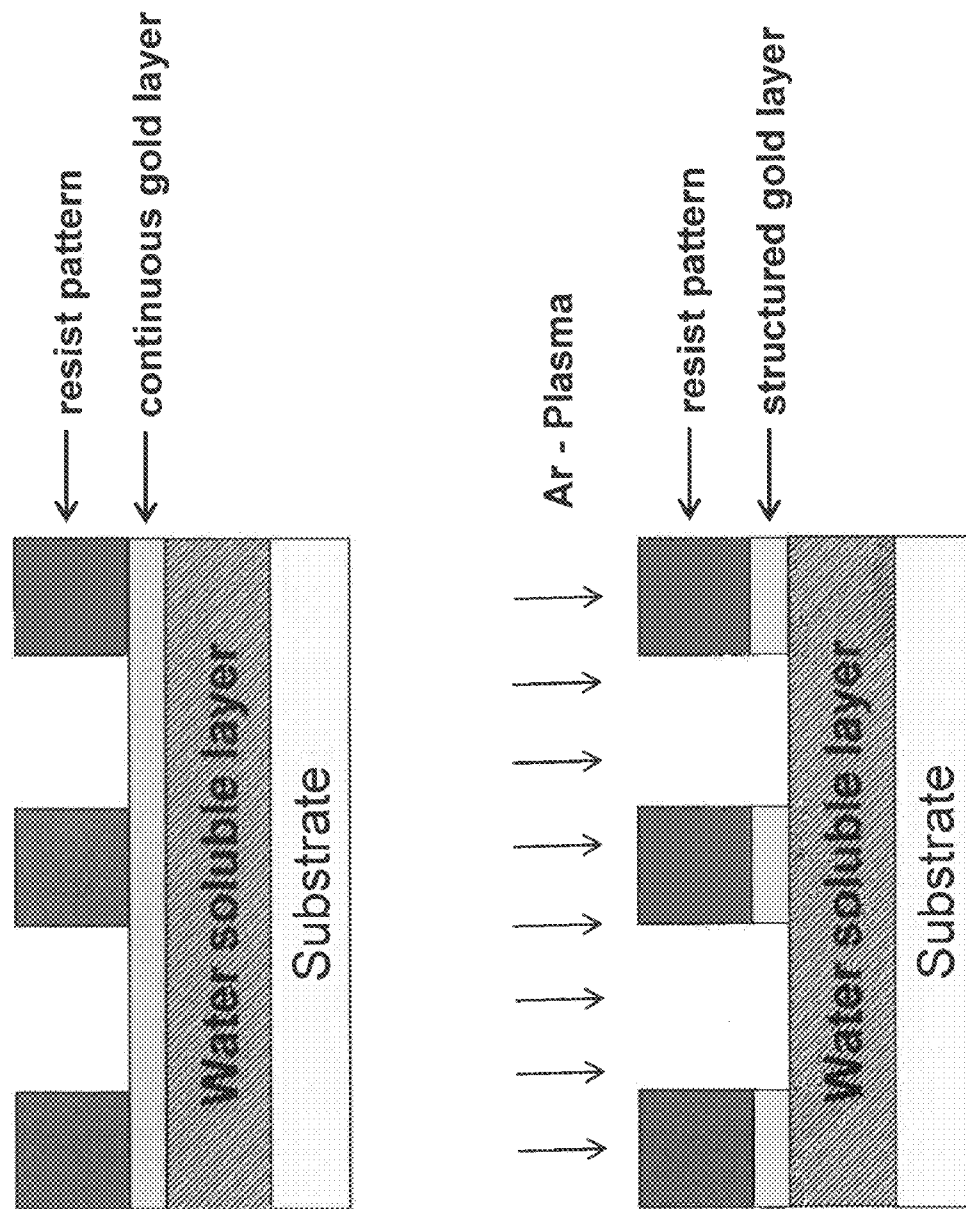 resist pattern
continuous gold layer
Water soluble layer
Substrate
Ar - Plasma
resist pattern
structured gold layer
Water soluble layer
Substrate